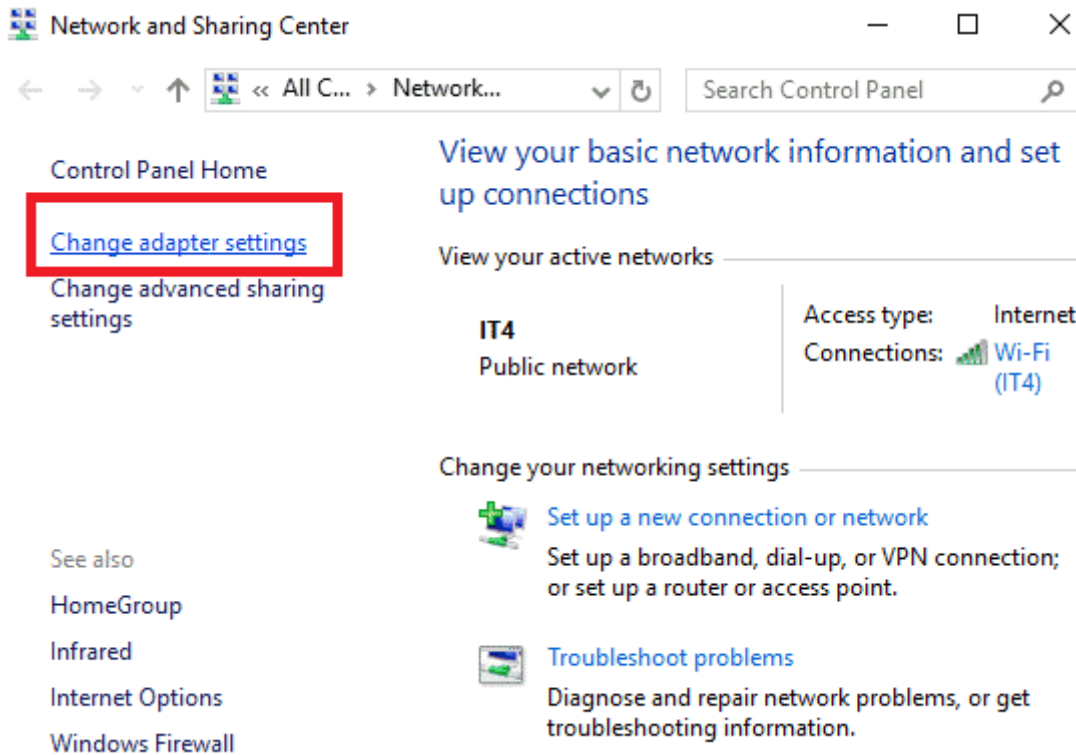 Network and Sharing Center
« All C... › Network...
Search Control Panel
Control Panel Home
Change adapter settings
Change advanced sharing
settings
See also
HomeGroup
Infrared
Internet Options
Windows Firewall
View your basic network information and set
up connections
View your active networks
IT4
Public network
Access type: Internet
Connections: Wi-Fi
(IT4)
Change your networking settings
Set up a new connection or network
Set up a broadband, dial-up, or VPN connection;
or set up a router or access point.
Troubleshoot problems
Diagnose and repair network problems, or get
troubleshooting information.